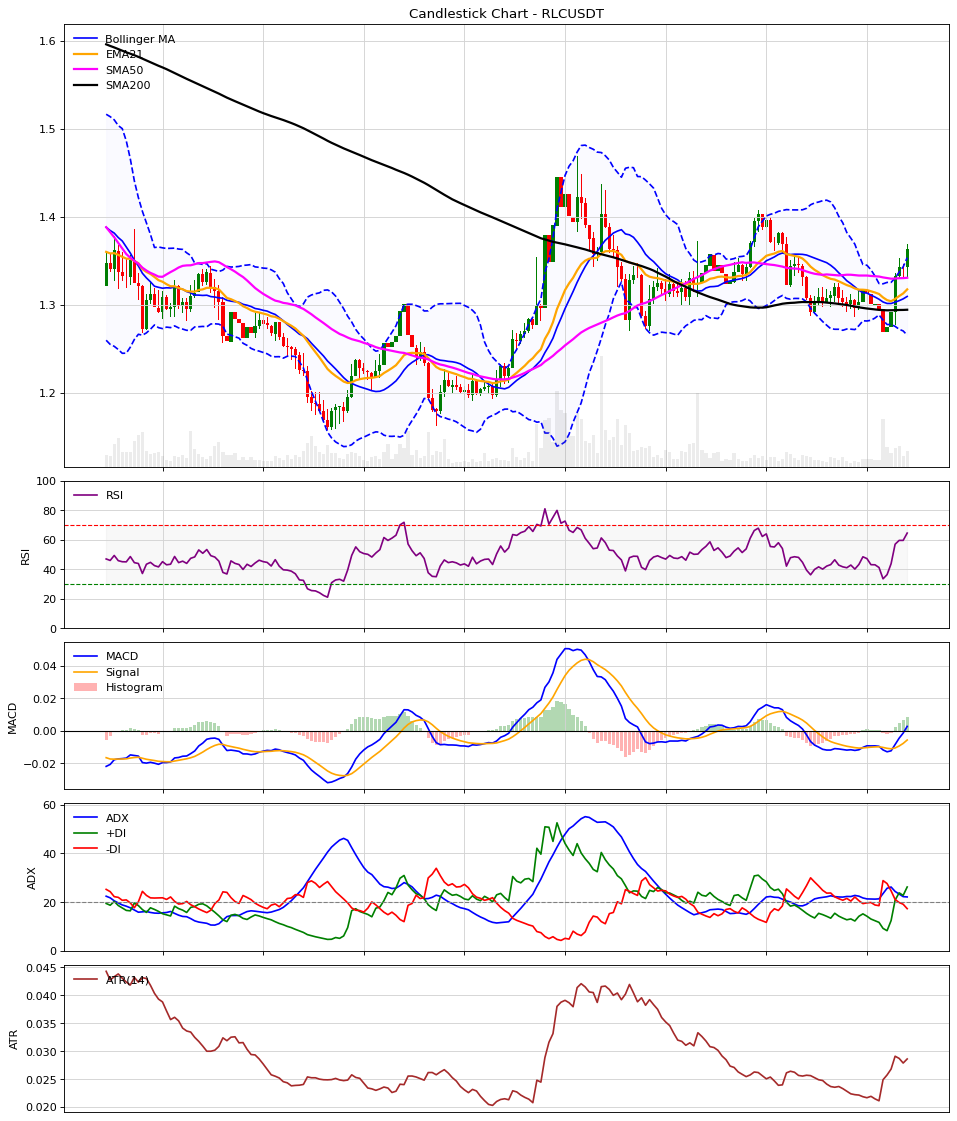 Candlestick Chart - RLCUSDT
Bollinger MA
EMA21
SMA50
SMA200
1.6
1.5
1.4
1.3
1.2
RSI
RSI
100
80
60
40
20
0
MACD
Signal
Histogram
MACD
0.04
0.02
0.00
−0.02
ADX
+DI
-DI
ADX
60
40
20
0
ATR(14)
ATR
0.045
0.040
0.035
0.030
0.025
0.020